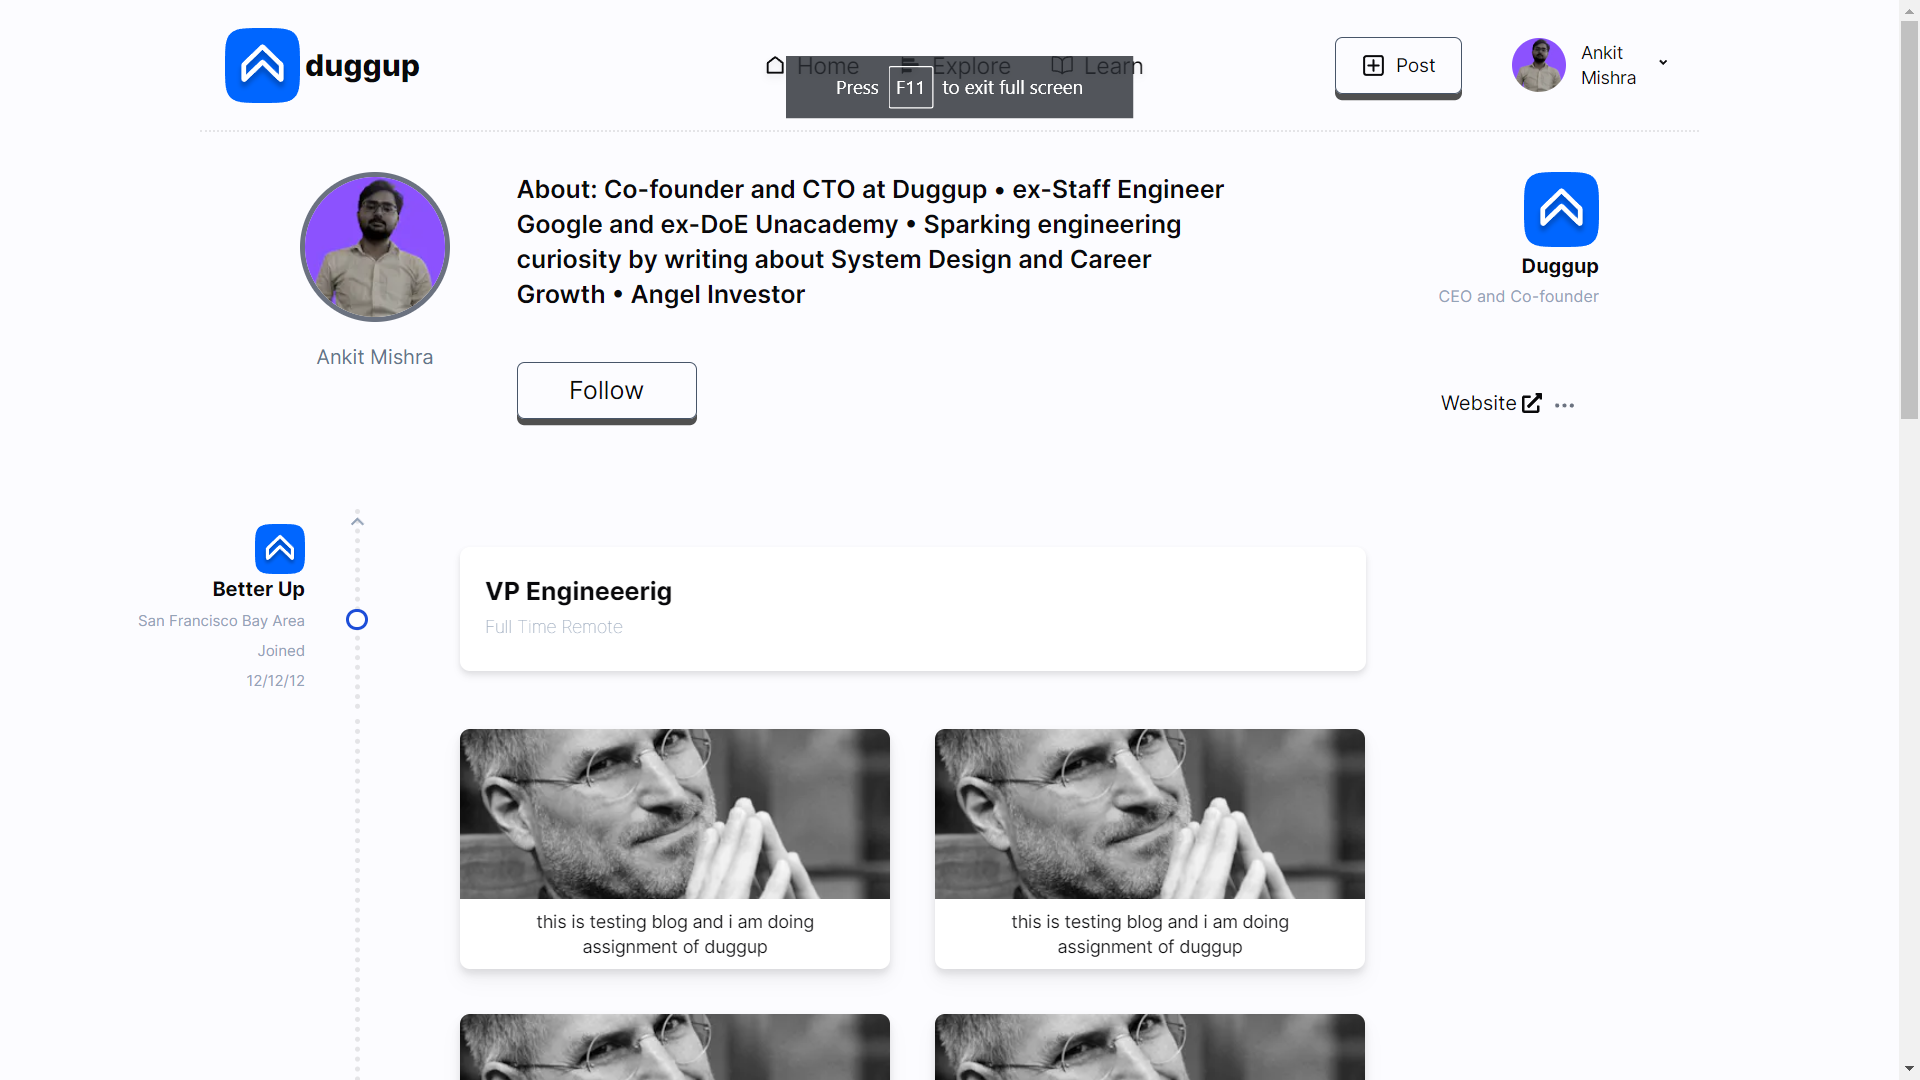 duggup
Home Explore Learn
Press F11 to exit full screen
Post
Ankit
Mishra
About: Co-founder and CTO at Duggup • ex-Staff Engineer
Google and ex-DoE Unacademy • Sparking engineering
curiosity by writing about System Design and Career
Growth • Angel Investor
Ankit Mishra
Follow
Duggup
CEO and Co-founder
Website
Better Up
San Francisco Bay Area
Joined
12/12/12
VP Engineeerig
Full Time Remote
this is testing blog and i am doing
assignment of duggup
this is testing blog and i am doing
assignment of duggup